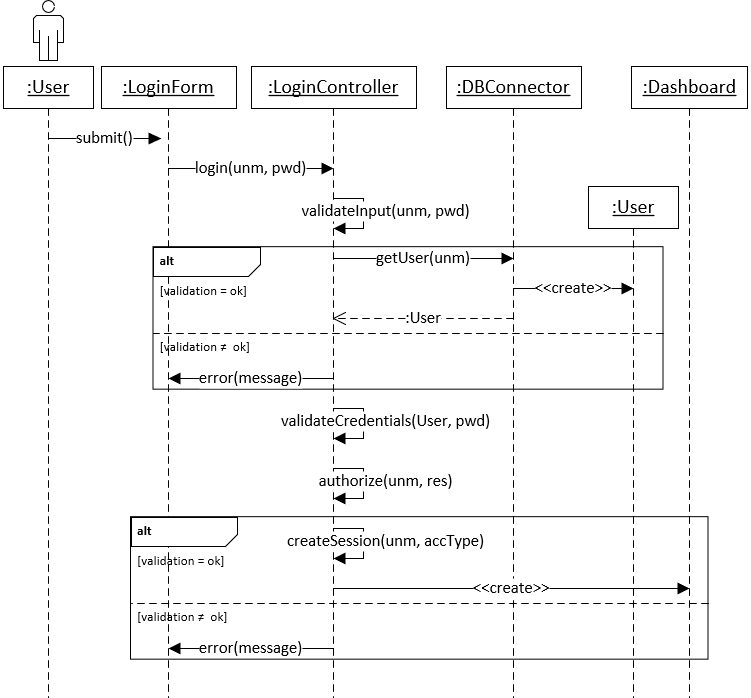 :User
:LoginForm
:LoginController
:DBConnector
:Dashboard
submit()
login(unm, pwd)
validateInput(unm, pwd)
:User
alt
getUser(unm)
[validation = ok]
<<create>>
:User
[validation ≠ ok]
error(message)
validateCredentials(User, pwd)
authorize(unm, res)
alt
createSession(unm, accType)
[validation = ok]
<<create>>
[validation ≠ ok]
error(message)